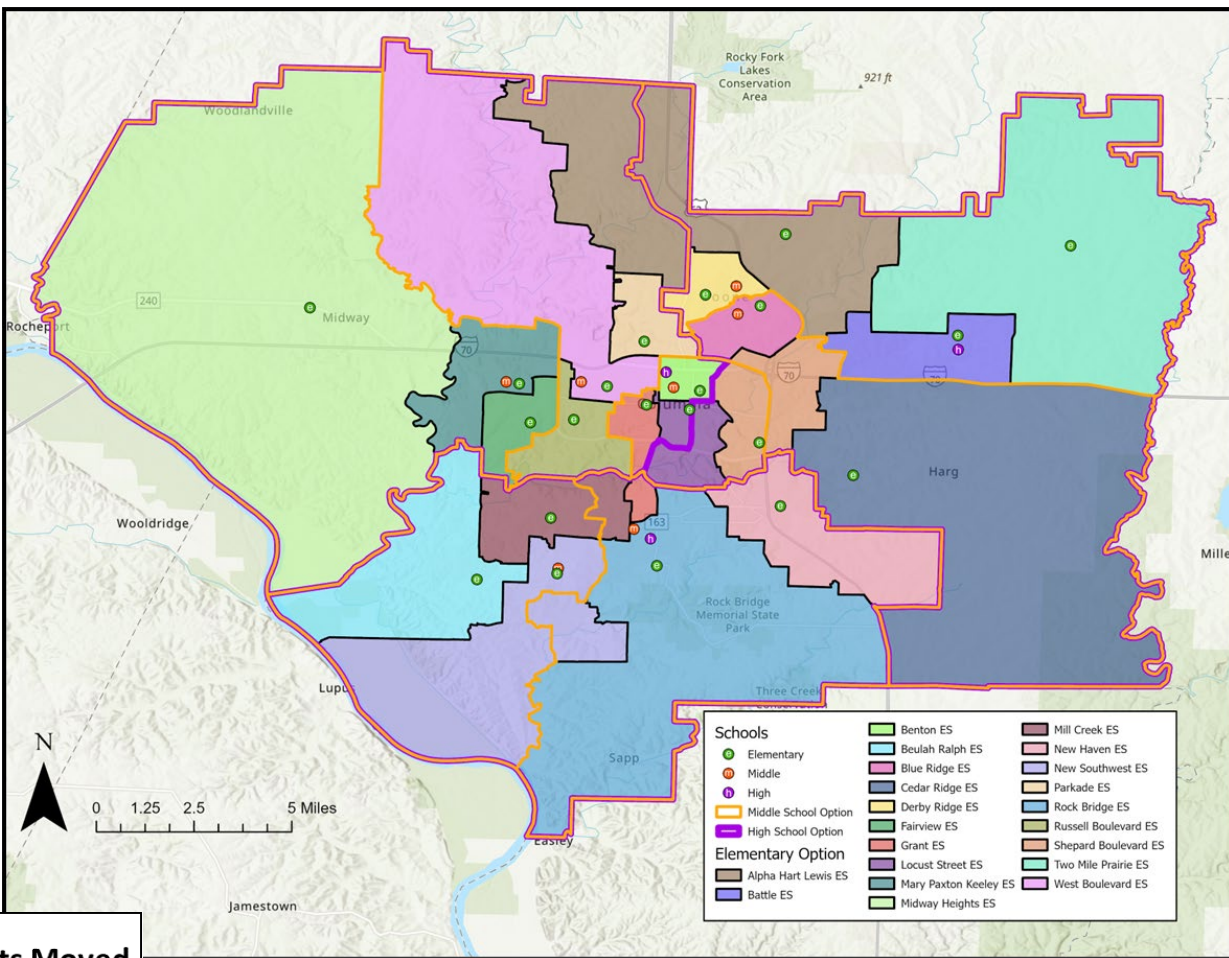 Rocky Fork
Lakes
Conservation
Area
921 ft
Woodlandville
240
Midway
Rocheport
70
70
70
Harg
Wooldridge
163
Mille
Rock Bridge
Memorial State
Park
Lupus
Three Creek
Sapp
Easley
Jamestown
N
0 1.25 2.5 5 Miles
ts Moved
Schools
e Elementary
m Middle
h High
Middle School Option
High School Option
Elementary Option
Alpha Hart Lewis ES
Battle ES
Benton ES
Beulah Ralph ES
Blue Ridge ES
Cedar Ridge ES
Derby Ridge ES
Fairview ES
Grant ES
Locust Street ES
Mary Paxton Keeley ES
Midway Heights ES
Mill Creek ES
New Haven ES
New Southwest ES
Parkade ES
Rock Bridge ES
Russell Boulevard ES
Shepard Boulevard ES
Two Mile Prairie ES
West Boulevard ES